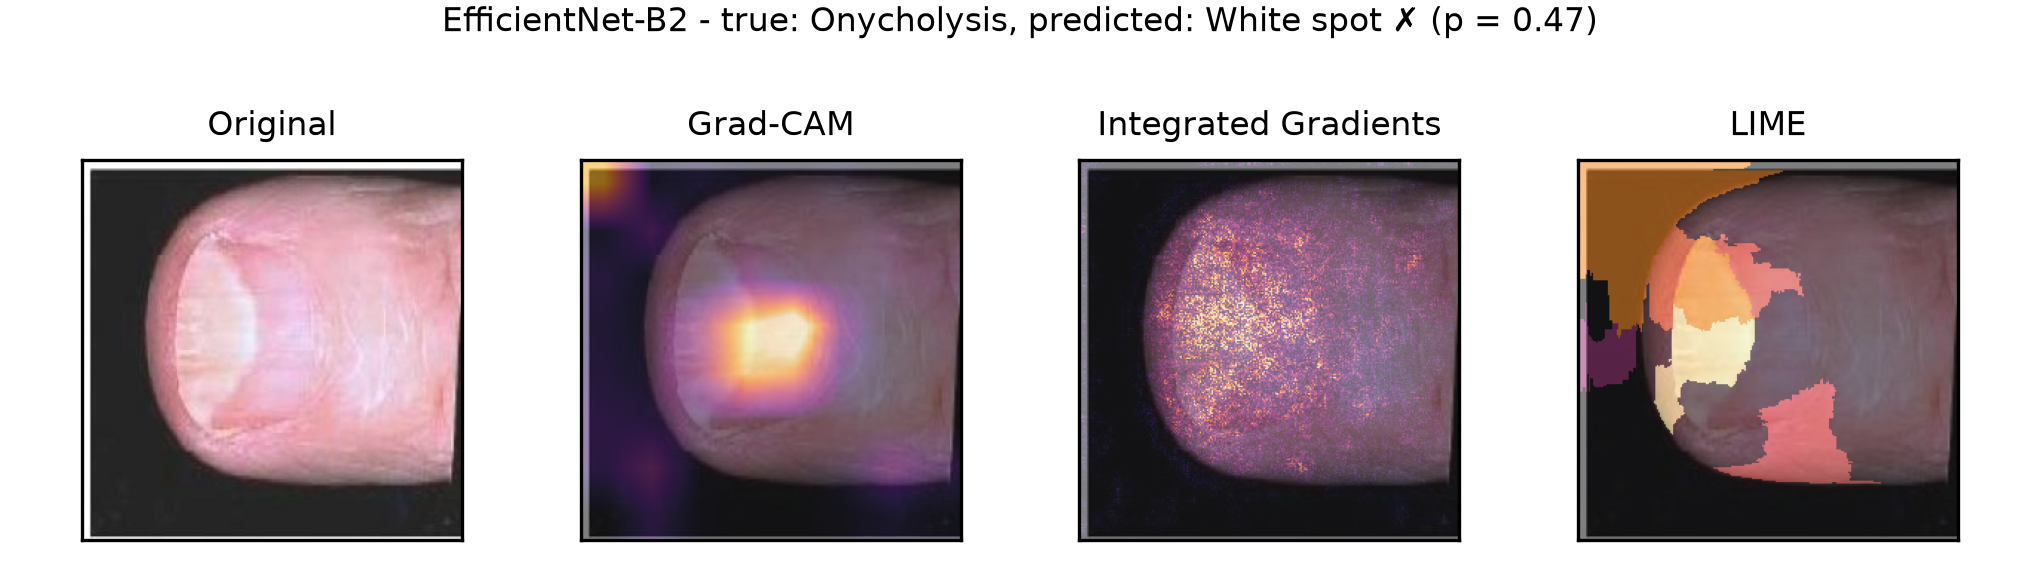 EfficientNet-B2 - true: Onycholysis, predicted: White spot ✗ (p = 0.47)
Original
Grad-CAM
Integrated Gradients
LIME